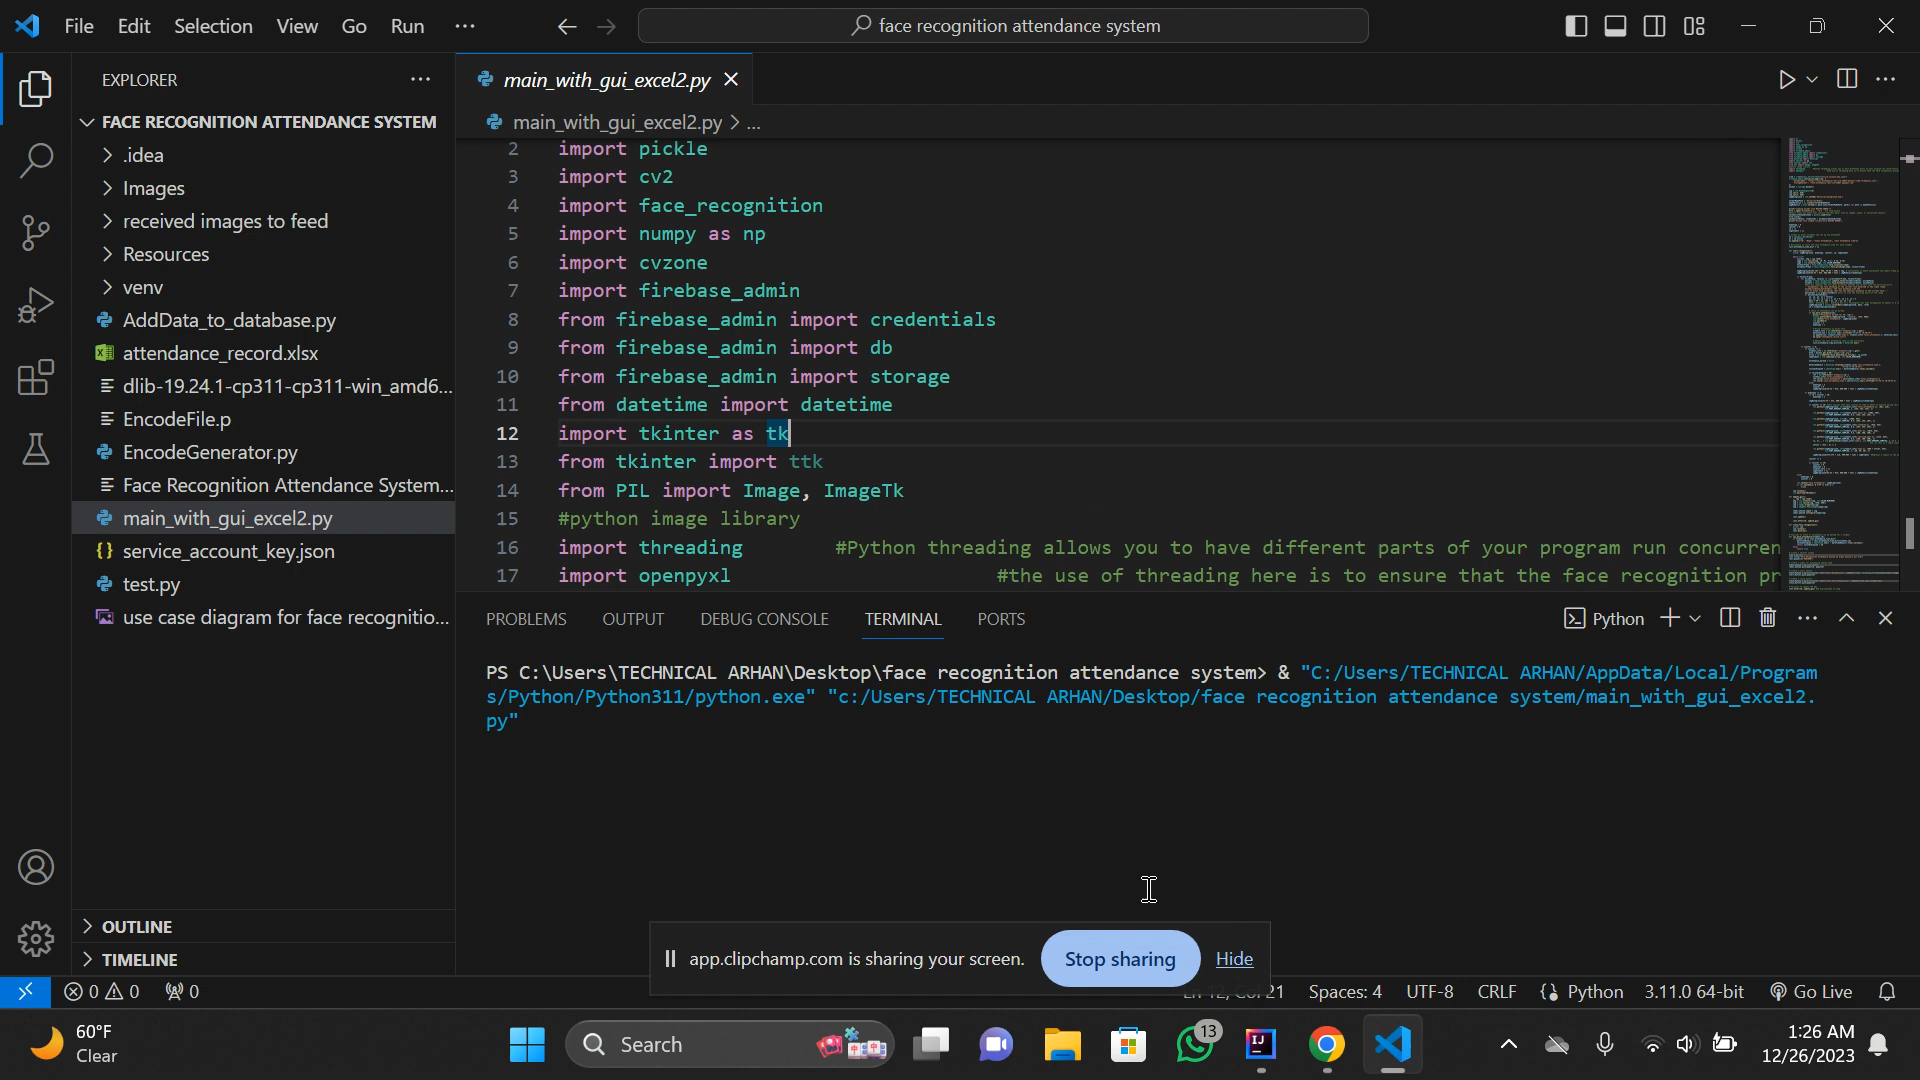 File Edit Selection View Go Run ···
face recognition attendance system
EXPLORER
FACE RECOGNITION ATTENDANCE SYSTEM
.idea
Images
received images to feed
Resources
venv
AddData_to_database.py
attendance_record.xlsx
dlib-19.24.1-cp311-cp311-win_amd6...
EncodeFile.p
EncodeGenerator.py
Face Recognition Attendance System...
main_with_gui_excel2.py
service_account_key.json
test.py
use case diagram for face recognitio...
OUTLINE
TIMELINE
main_with_gui_excel2.py
main_with_gui_excel2.py > ...
2 import pickle
3 import cv2
4 import face_recognition
5 import numpy as np
6 import cvzone
7 import firebase_admin
8 from firebase_admin import credentials
9 from firebase_admin import db
10 from firebase_admin import storage
11 from datetime import datetime
12 import tkinter as tk
13 from tkinter import ttk
14 from PIL import Image, ImageTk
15 #python image library
16 import threading #Python threading allows you to have different parts of your program run concurren
17 import openpyxl #the use of threading here is to ensure that the face recognition pr
PROBLEMS OUTPUT DEBUG CONSOLE TERMINAL PORTS
Python
PS C:\Users\TECHNICAL ARHAN\Desktop\face recognition attendance system> & "C:/Users/TECHNICAL ARHAN/AppData/Local/Program
s/Python/Python311/python.exe" "c:/Users/TECHNICAL ARHAN/Desktop/face recognition attendance system/main_with_gui_excel2.
py"
app.clipchamp.com is sharing your screen. Stop sharing Hide
0 0 0
Spaces: 4 UTF-8 CRLF Python 3.11.0 64-bit Go Live
60°F
Clear
Search
13
1:26 AM
12/26/2023